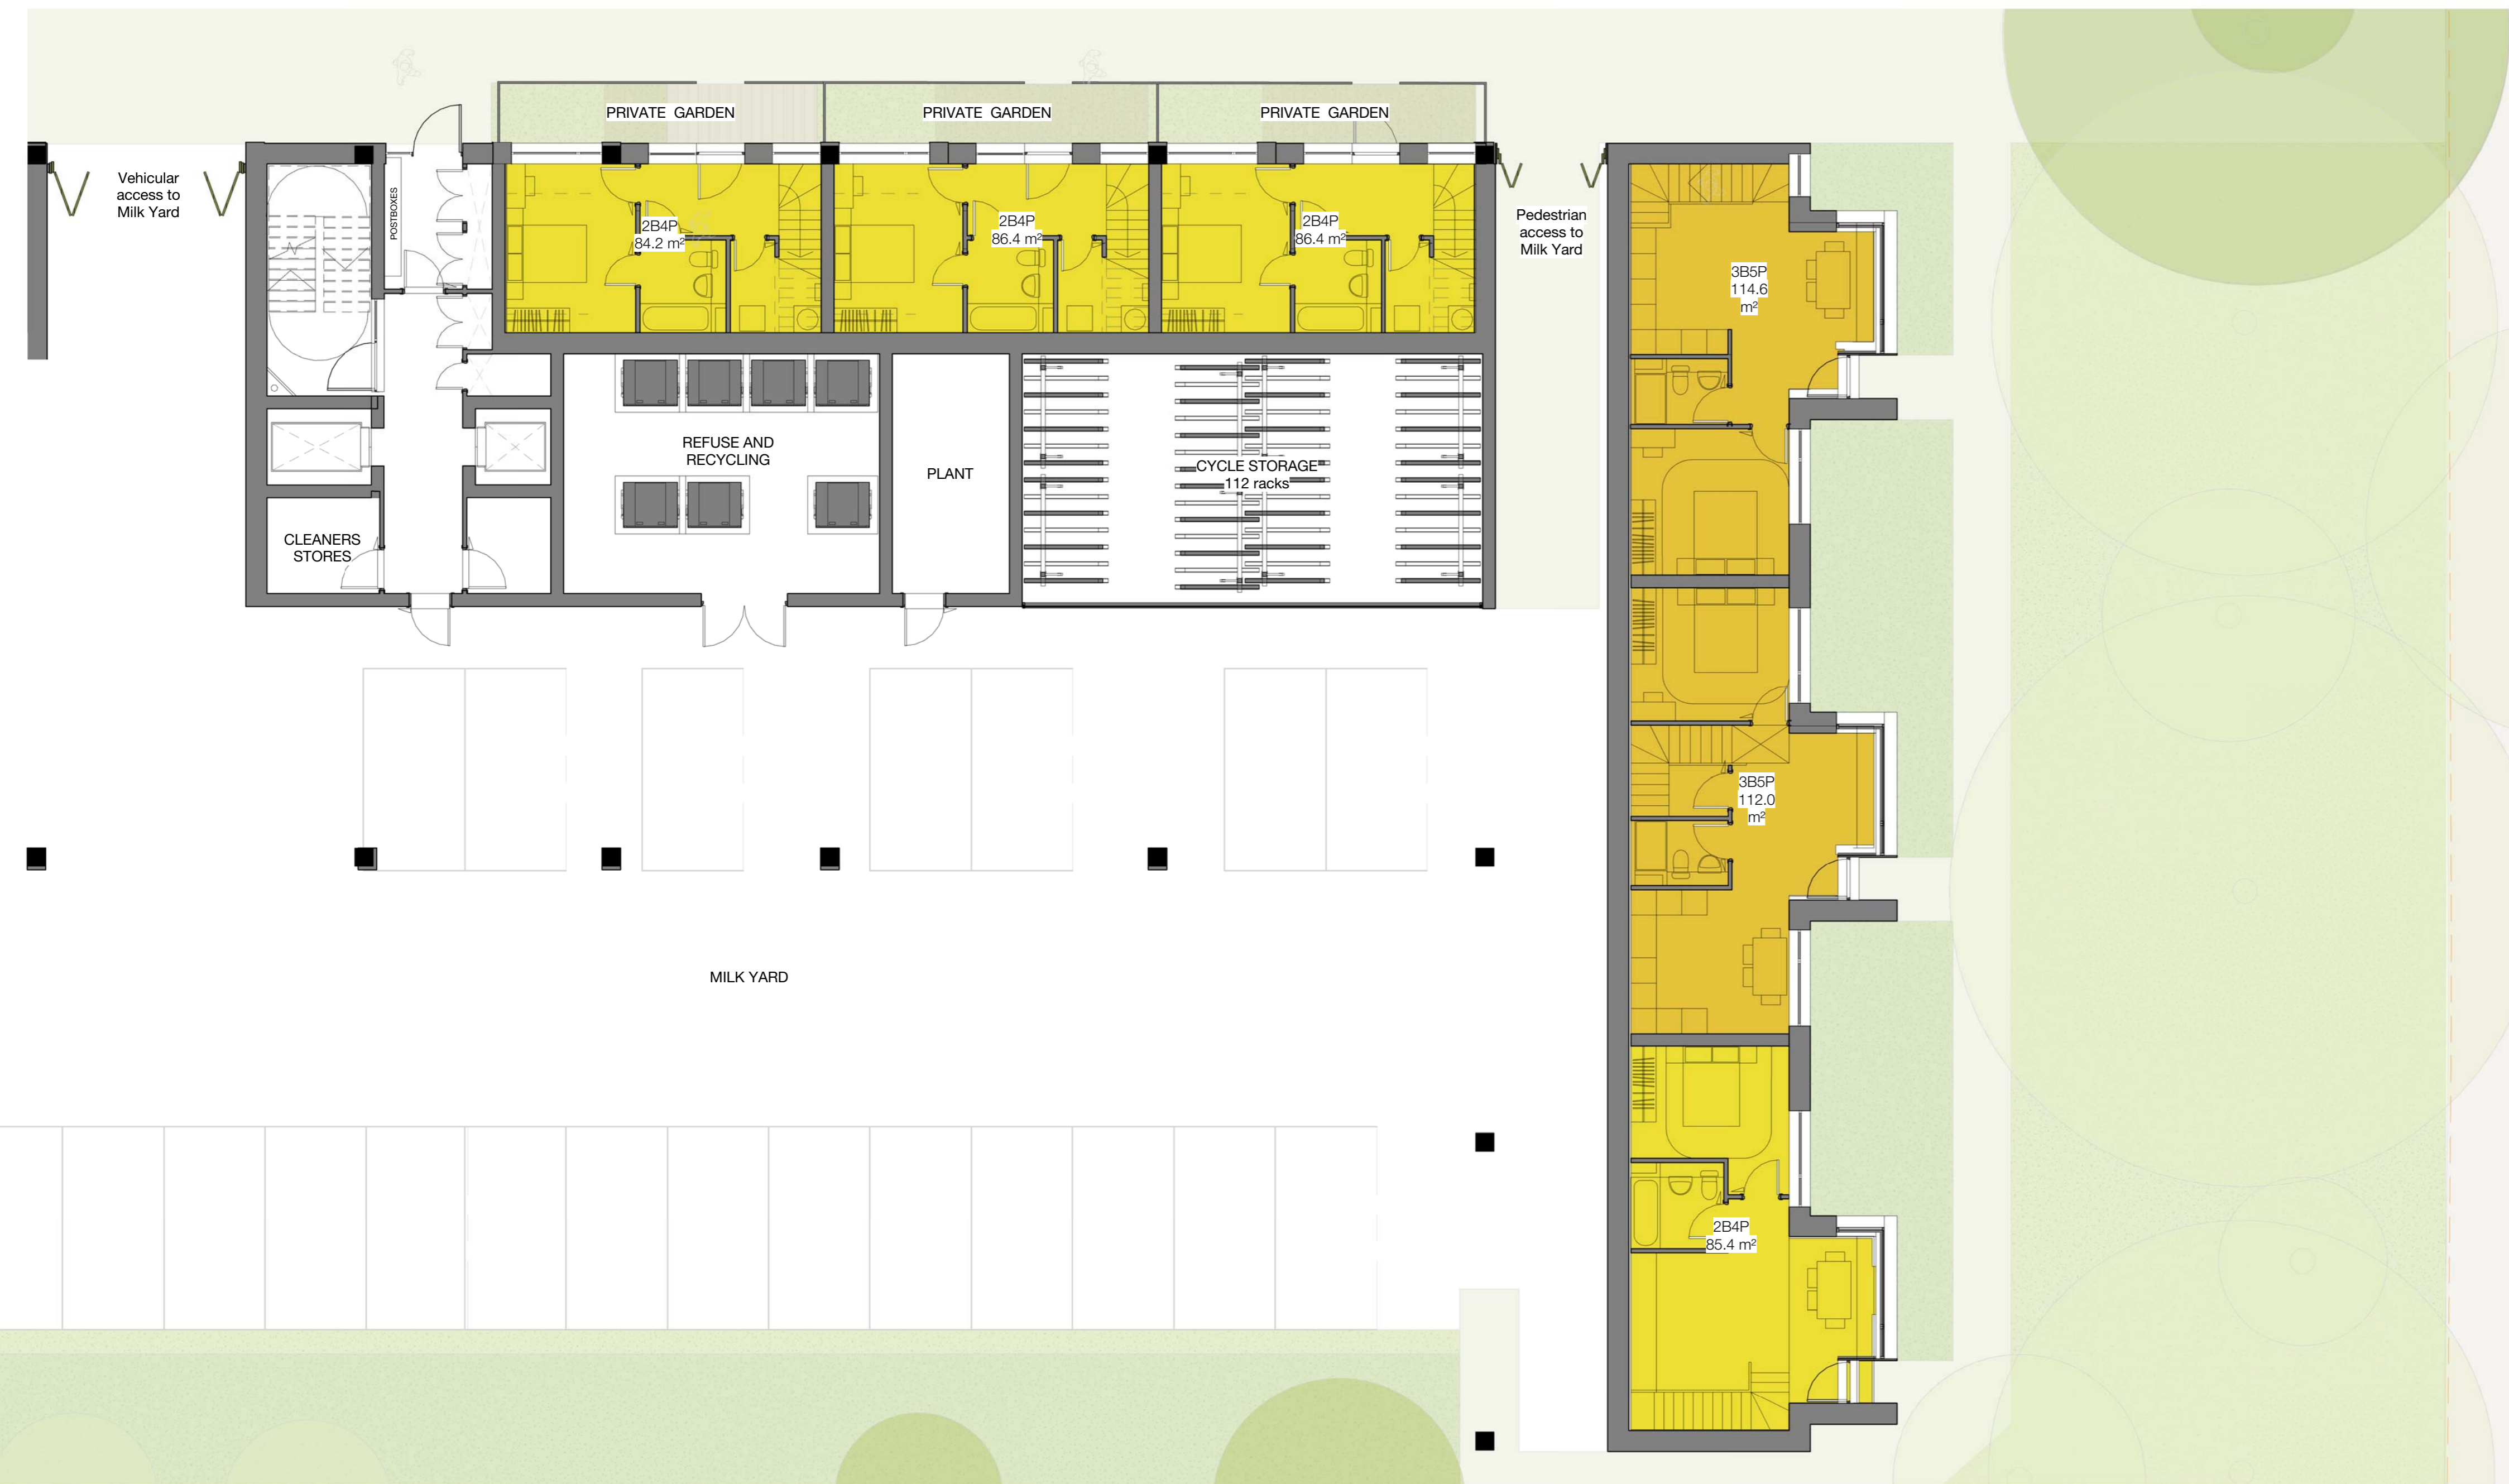 PRIVATE GARDEN
PRIVATE GARDEN
PRIVATE GARDEN
Vehicular
access to
Milk Yard
POSTBOXES
2B4P
84.2 m²
2B4P
86.4 m²
2B4P
86.4 m²
Pedestrian
access to
Milk Yard
3B5P
114.6
m²
REFUSE AND
RECYCLING
PLANT
CYCLE STORAGE
112 racks
CLEANERS
STORES
3B5P
112.0
m²
MILK YARD
2B4P
85.4 m²